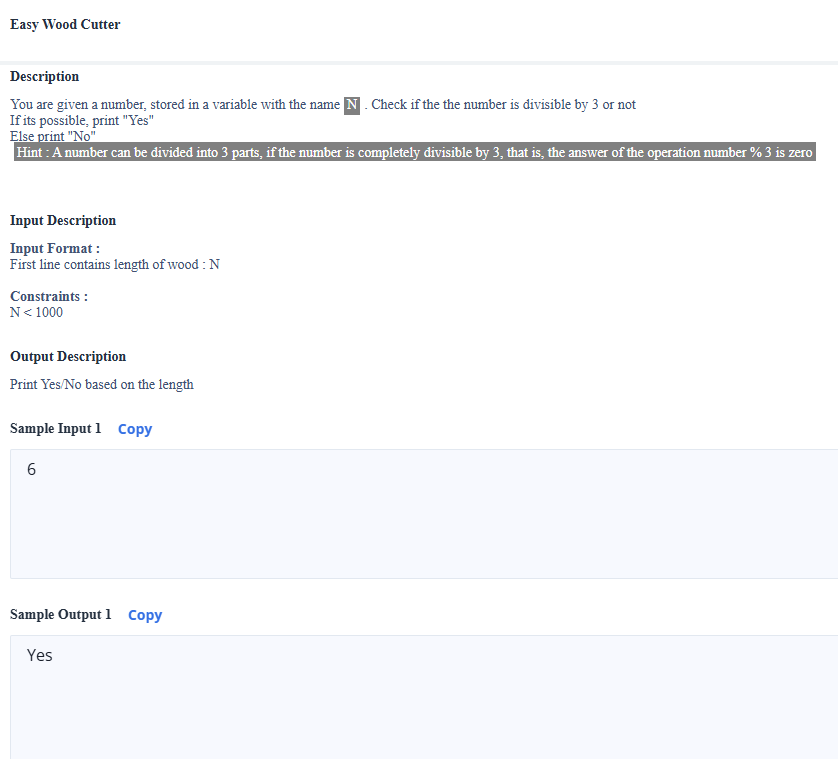 Easy Wood Cutter
Description
You are given a number, stored in a variable with the name N . Check if the the number is divisible by 3 or not
If its possible, print "Yes"
Else print "No"
Hint : A number can be divided into 3 parts, if the number is completely divisible by 3, that is, the answer of the operation number % 3 is zero
Input Description
Input Format :
First line contains length of wood : N
Constraints :
N < 1000
Output Description
Print Yes/No based on the length
Sample Input 1 Copy
6
Sample Output 1 Copy
Yes